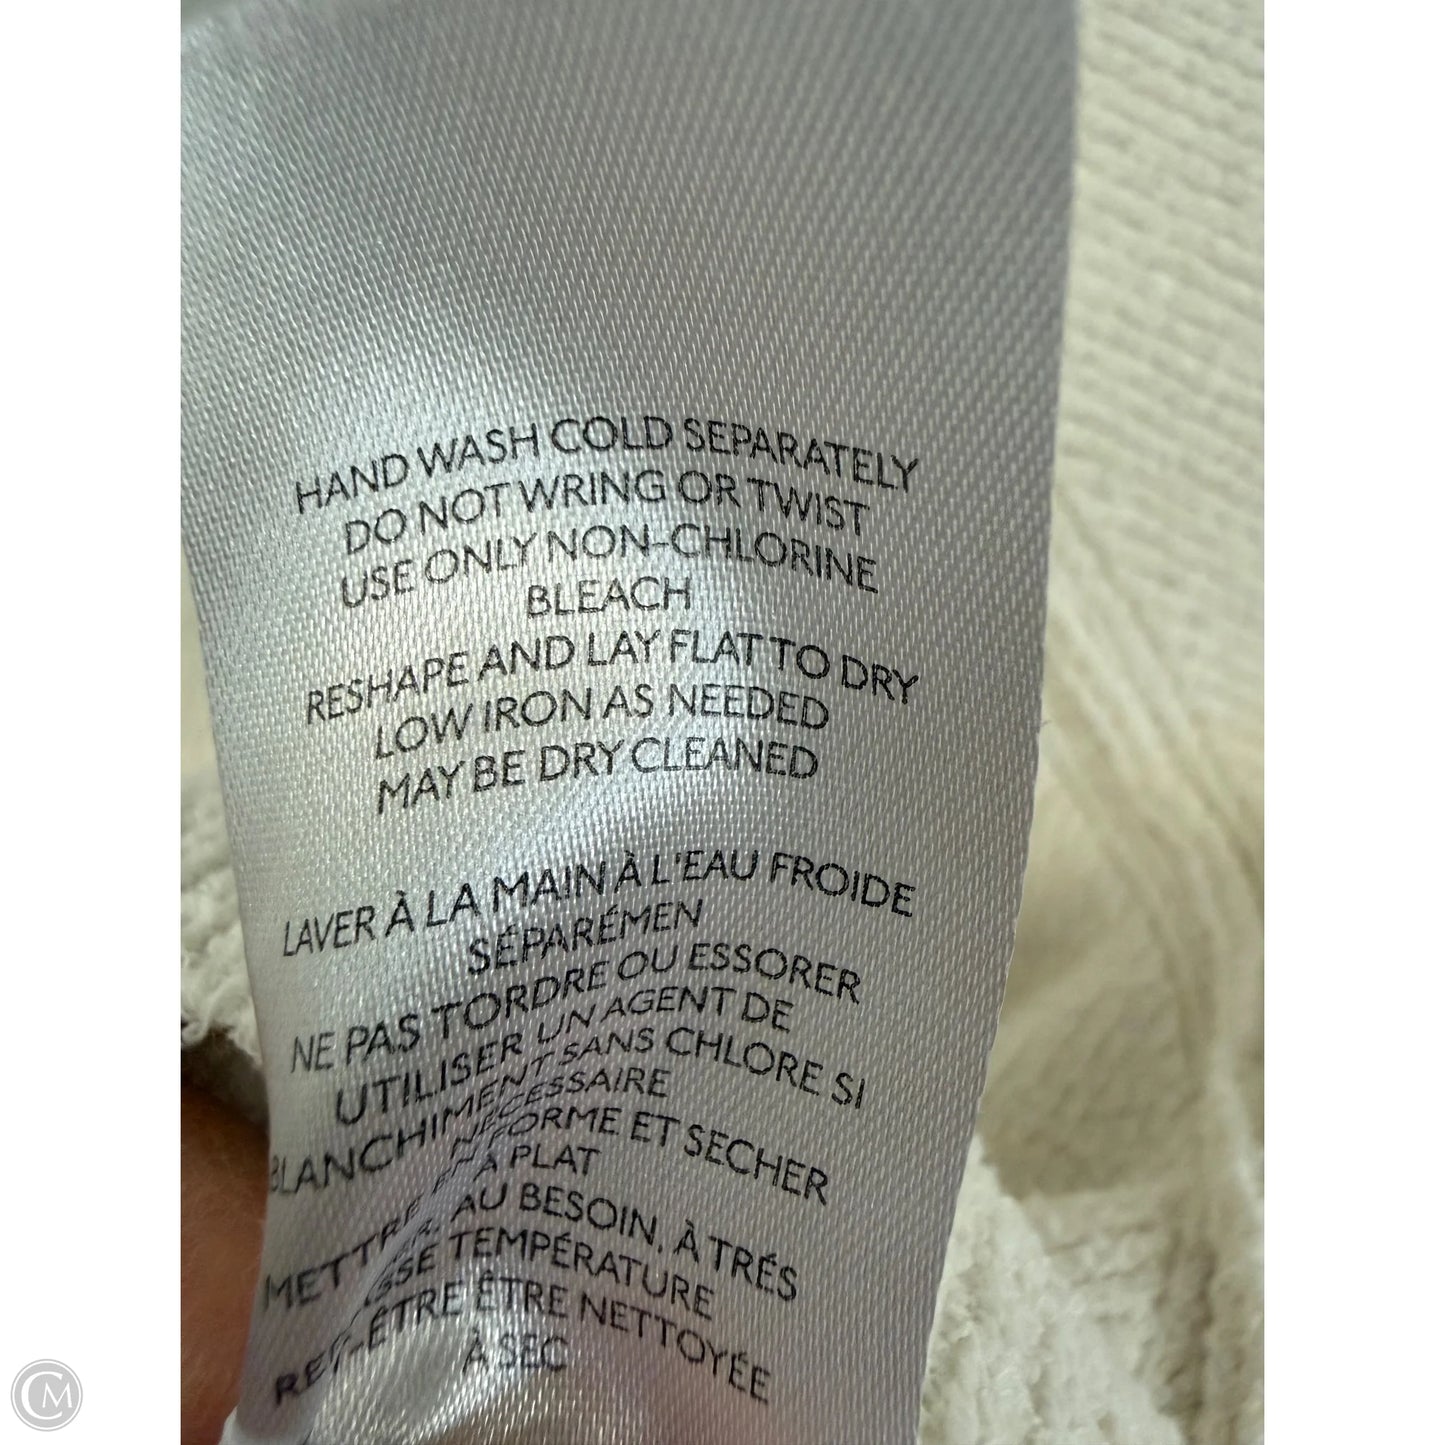 HAND WASH COLD SEPARATELY
DO NOT WRING OR TWIST
USE ONLY NON-CHLORINE
BLEACH
RESHAPE AND LAY FLAT TO DRY
LOW IRON AS NEEDED
MAY BE DRY CLEANED
LAVER À LA MAIN À L'EAU FROIDE
SÉPARÉMEN
NE PAS TORDRE OU ESSORER
UTILISER UN AGENT DE
BLANCHIMENT SANS CHLORE SI
NÉCESSAIRE
METTRE EN FORME ET SECHER
À PLAT
AU BESOIN, À TRÉS
TEMPÉRATURE
ÊTRE NETTOYÉE
À SEC
CM